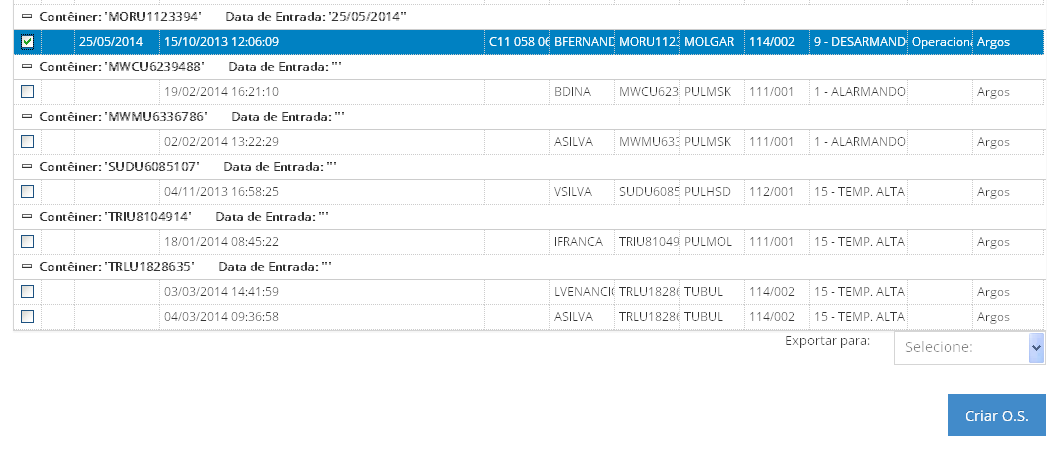 Contêiner: 'MORU1123394' Data de Entrada: '25/05/2014'
25/05/2014 15/10/2013 12:06:09 C11 058 06 BFERNAND MORU1123 MOLGAR 114/002 9 - DESARMAND Operaciona Argos
Contêiner: 'MWCU6239488' Data de Entrada: ''
19/02/2014 16:21:10 BDINA MWCU623 PULMSK 111/001 1 - ALARMANDO Argos
Contêiner: 'MWMU6336786' Data de Entrada: ''
02/02/2014 13:22:29 ASILVA MWMU633 PULMSK 111/001 1 - ALARMANDO Argos
Contêiner: 'SUDU6085107' Data de Entrada: ''
04/11/2013 16:58:25 VSILVA SUDU6085 PULHSD 112/001 15 - TEMP. ALTA Argos
Contêiner: 'TRIU8104914' Data de Entrada: ''
18/01/2014 08:45:22 IFRANCA TRIU81049 PULMOL 111/001 15 - TEMP. ALTA Argos
Contêiner: 'TRLU1828635' Data de Entrada: ''
03/03/2014 14:41:59 LVENANCIO TRLU18286 TUBUL 114/002 15 - TEMP. ALTA Argos
04/03/2014 09:36:58 ASILVA TRLU18286 TUBUL 114/002 15 - TEMP. ALTA Argos
Exportar para: Selecione:
Criar O.S.